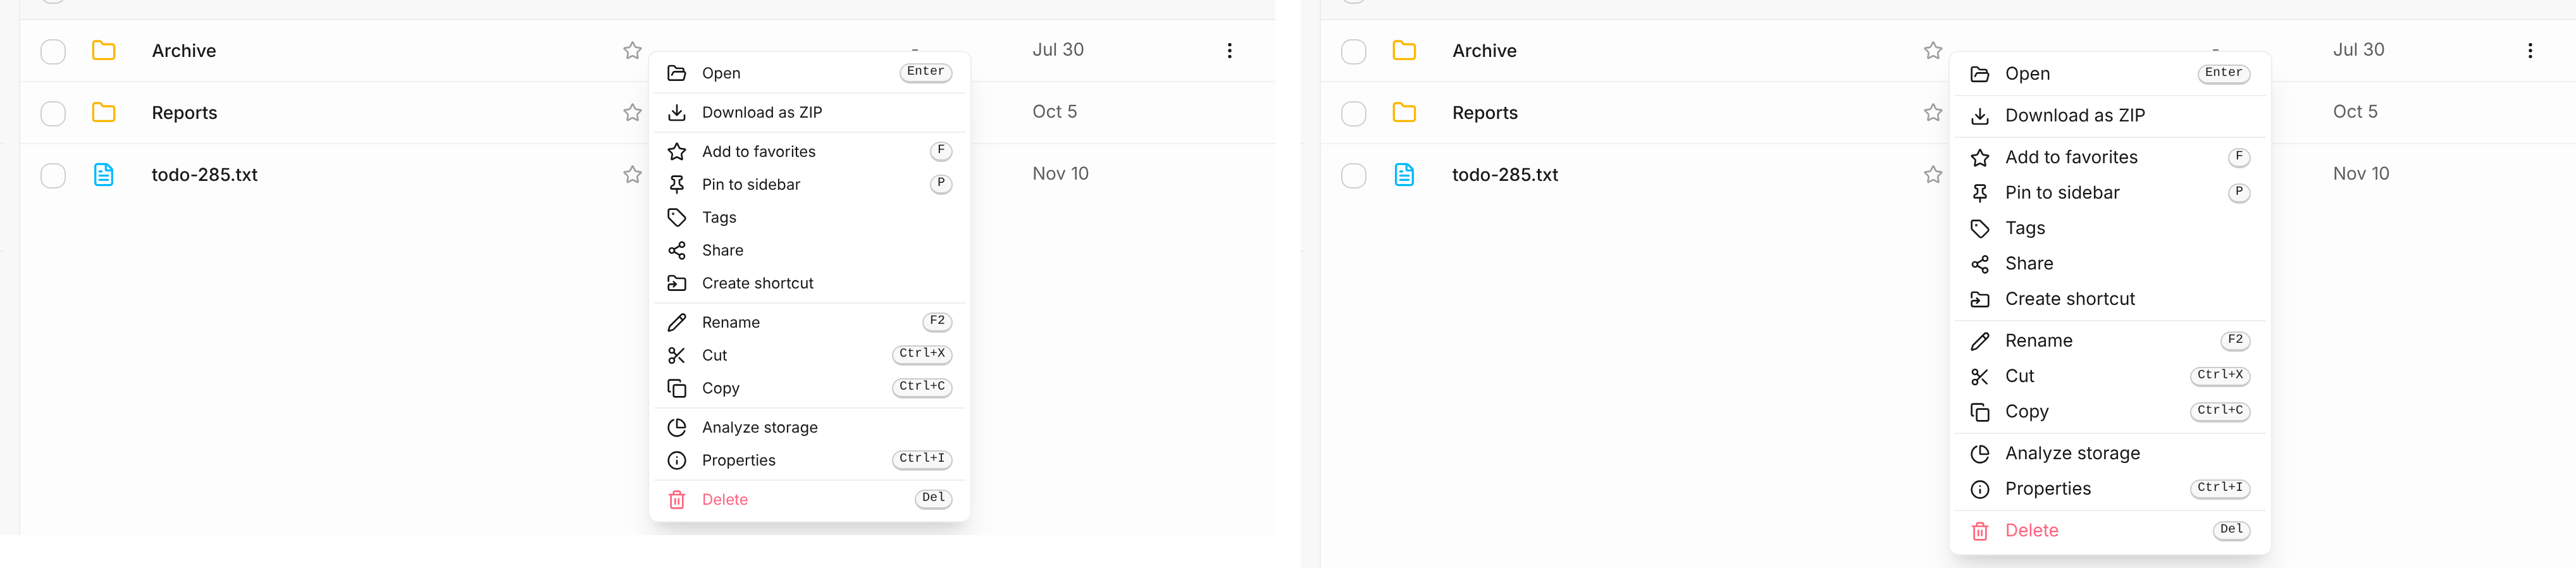 Archive - Jul 30
Reports Oct 5
todo-285.txt Nov 10
Open Enter
Download as ZIP
Add to favorites F
Pin to sidebar P
Tags
Share
Create shortcut
Rename F2
Cut Ctrl+X
Copy Ctrl+C
Analyze storage
Properties Ctrl+I
Delete Del
Archive - Jul 30
Reports Oct 5
todo-285.txt Nov 10
Open Enter
Download as ZIP
Add to favorites F
Pin to sidebar P
Tags
Share
Create shortcut
Rename F2
Cut Ctrl+X
Copy Ctrl+C
Analyze storage
Properties Ctrl+I
Delete Del